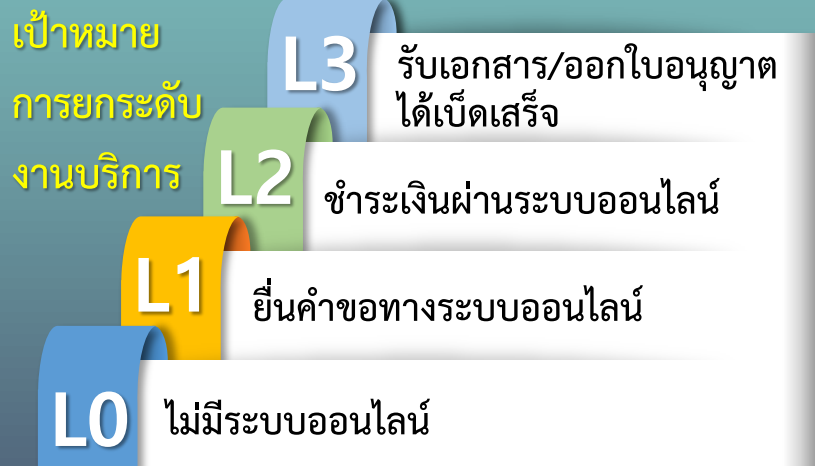 เป้าหมาย
การยกระดับ
งานบริการ
L3
รับเอกสาร/ออกใบอนุญาต
ได้เบ็ดเสร็จ
L2
ชำระเงินผ่านระบบออนไลน์
L1
ยื่นคำขอทางระบบออนไลน์
L0
ไม่มีระบบออนไลน์